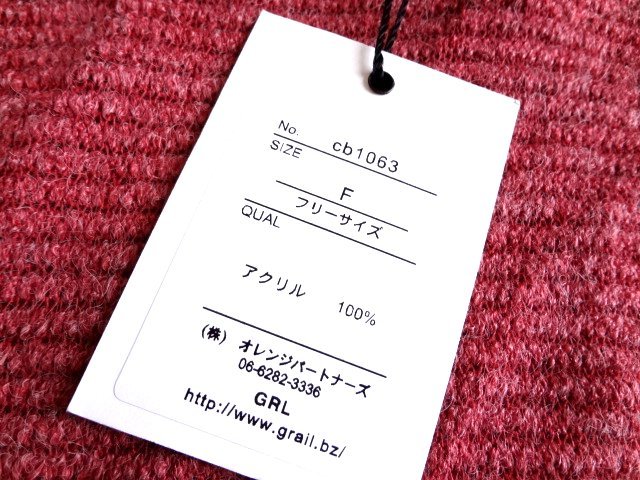 No. cb1063
SIZE
F
フリーサイズ
QUAL
アクリル 100%
(株) オレンジパートナーズ
06-6282-3336
GRL
http://www.grail.bz/